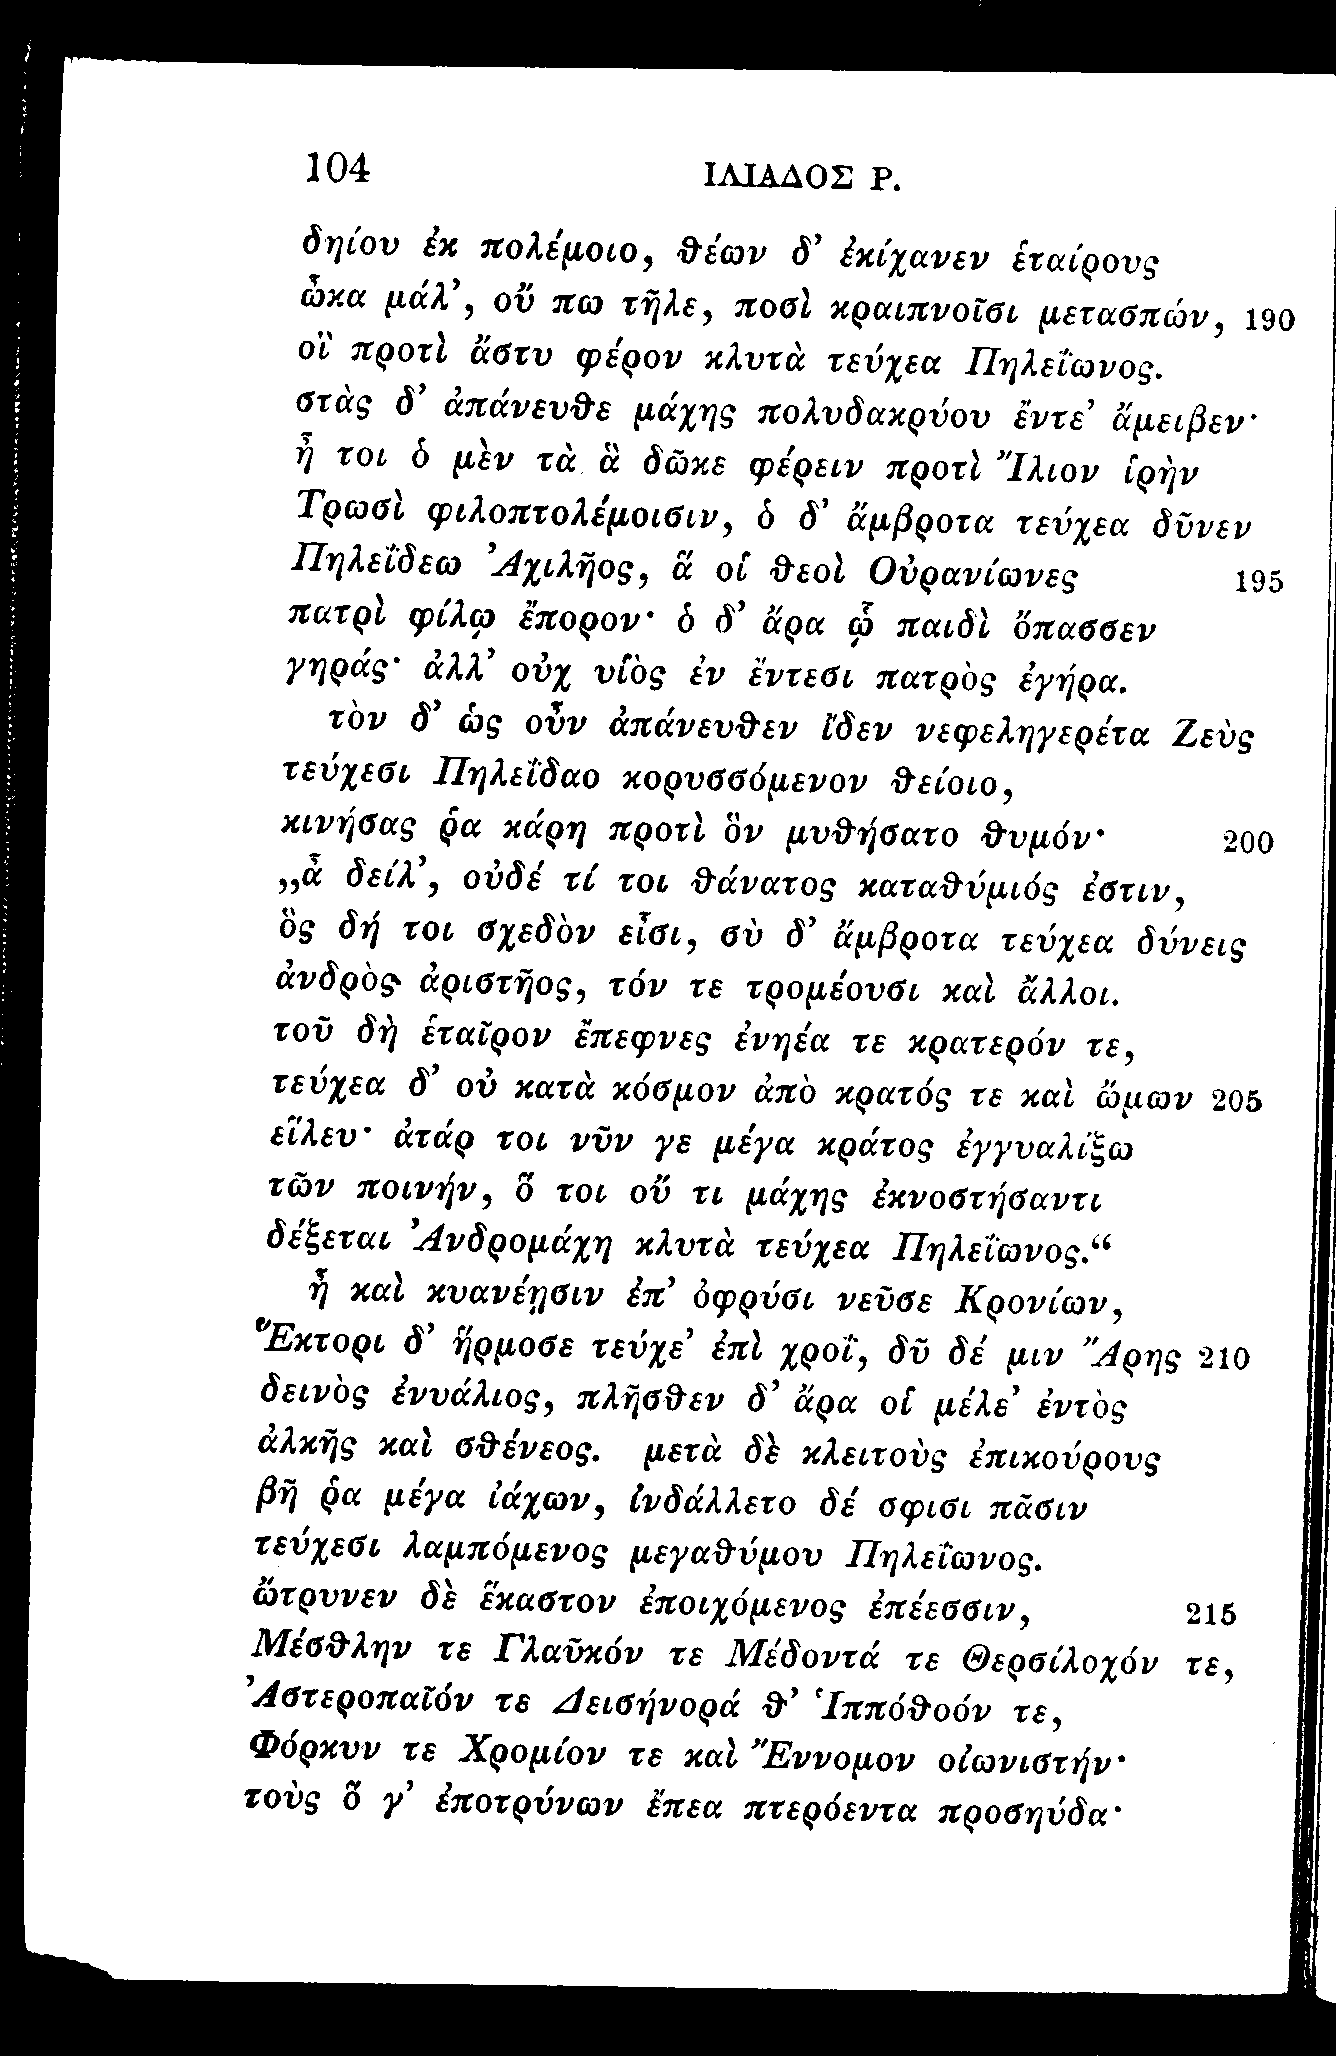 104 ΙΛΙΑΔΟΣ Ρ.
δηίου ἐκ πολέμοιο, θέων δ’ ἐκίχανεν ἑταίρους
ὦκα μάλ’, οὔ πω τῆλε, ποσὶ κραιπνοῖσι μετασπών, 190
οἳ προτὶ ἄστυ φέρον κλυτὰ τεύχεα Πηλεΐωνος.
στὰς δ’ ἀπάνευθε μάχης πολυδακρύου ἔντε’ ἄμειβεν·
ἦ τοι ὁ μὲν τὰ ἃ δῶκε φέρειν προτὶ Ἴλιον ἱρὴν
Τρωσὶ φιλοπτολέμοισιν, ὁ δ’ ἄμβροτα τεύχεα δῦνεν
Πηλεΐδεω Ἀχιλῆος, ἅ οἱ θεοὶ Οὐρανίωνες 195
πατρὶ φίλῳ ἔπορον· ὁ δ’ ἄρα ᾧ παιδὶ ὄπασσεν
γηράς· ἀλλ’ οὐχ υἱὸς ἐν ἔντεσι πατρὸς ἐγήρα.
τὸν δ’ ὡς οὖν ἀπάνευθεν ἴδεν νεφεληγερέτα Ζεὺς
τεύχεσι Πηλεΐδαο κορυσσόμενον θείοιο,
κινήσας ῥα κάρη προτὶ ὃν μυθήσατο θυμόν· 200
„ἆ δείλ’, οὐδέ τί τοι θάνατος καταθύμιός ἐστιν,
ὃς δή τοι σχεδὸν εἶσι, σὺ δ’ ἄμβροτα τεύχεα δύνεις
ἀνδρὸς ἀριστῆος, τόν τε τρομέουσι καὶ ἄλλοι.
τοῦ δὴ ἑταῖρον ἔπεφνες ἐνηέα τε κρατερόν τε,
τεύχεα δ’ οὐ κατὰ κόσμον ἀπὸ κρατός τε καὶ ὤμων 205
εἵλευ· ἀτάρ τοι νῦν γε μέγα κράτος ἐγγυαλίξω
τῶν ποινήν, ὅ τοι οὔ τι μάχης ἐκνοστήσαντι
δέξεται Ἀνδρομάχη κλυτὰ τεύχεα Πηλεΐωνος.“
ἦ καὶ κυανέῃσιν ἐπ’ ὀφρύσι νεῦσε Κρονίων,
Ἕκτορι δ’ ἥρμοσε τεύχε’ ἐπὶ χροΐ, δῦ δέ μιν Ἄρης 210
δεινὸς ἐνυάλιος, πλῆσθεν δ’ ἄρα οἱ μέλε’ ἐντὸς
ἀλκῆς καὶ σθένεος. μετὰ δὲ κλειτοὺς ἐπικούρους
βῆ ῥα μέγα ἰάχων, ἰνδάλλετο δέ σφισι πᾶσιν
τεύχεσι λαμπόμενος μεγαθύμου Πηλεΐωνος.
ὤτρυνεν δὲ ἕκαστον ἐποιχόμενος ἐπέεσσιν, 215
Μέσθλην τε Γλαῦκόν τε Μέδοντά τε Θερσίλοχόν τε,
Ἀστεροπαῖόν τε Δεισήνορά θ’ Ἱππόθοόν τε,
Φόρκυν τε Χρομίον τε καὶ Ἔννομον οἰωνιστήν·
τοὺς ὅ γ’ ἐποτρύνων ἔπεα πτερόεντα προσηύδα·